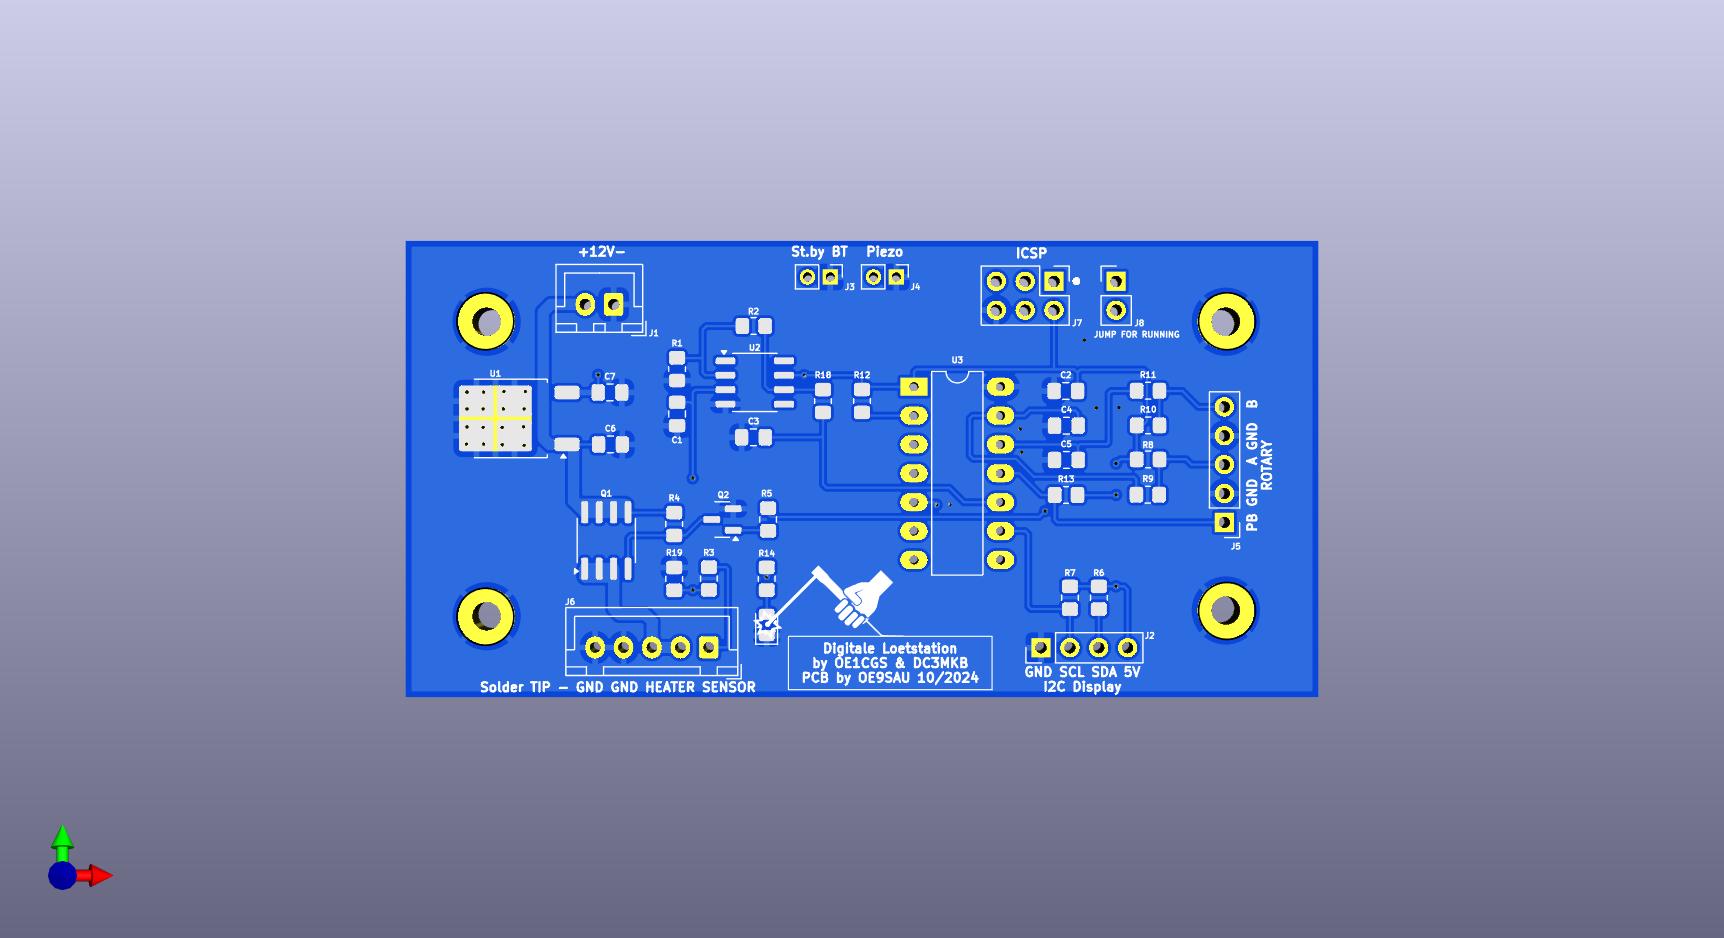 +12V-
St.by BT
Piezo
ICSP
J3
J4
J1
J7
J8
JUMP FOR RUNNING
R2
R1
U2
U3
U1
C7
R18
R12
C2
R11
C4
R10
C3
C1
C6
C5
R8
R13
R9
PB GND A GND B
ROTARY
J5
Q1
R4
Q2
R5
R19
R3
R14
R7
R6
J6
J2
Digitale Loetstation
by OE1CGS & DC3MKB
PCB by OE9SAU 10/2024
GND SCL SDA 5V
I2C Display
Solder TIP - GND GND HEATER SENSOR